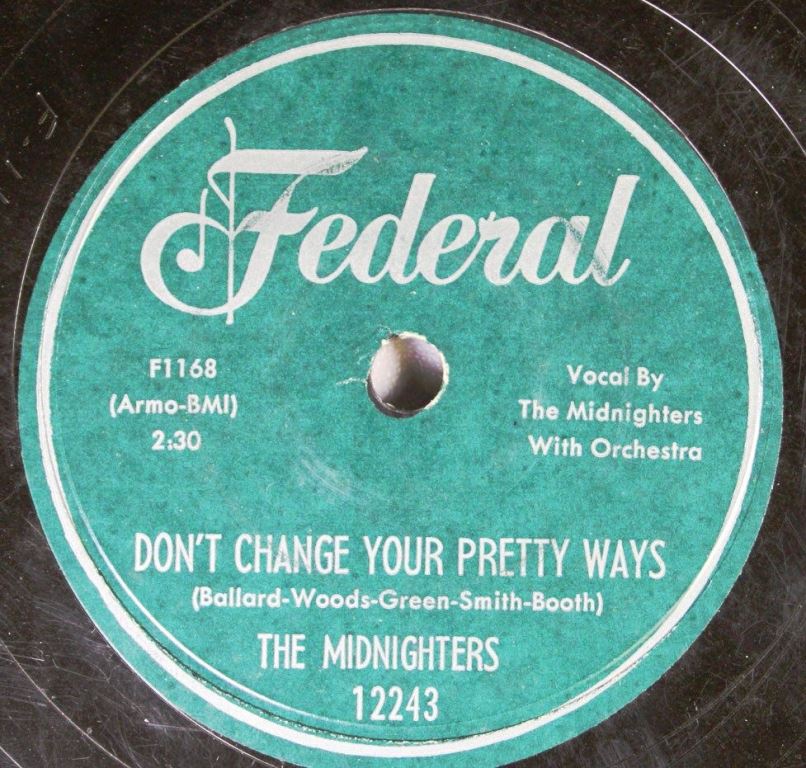 Federal
F1168
(Armo-BMI)
2:30
Vocal By
The Midnighters
With Orchestra
DON'T CHANGE YOUR PRETTY WAYS
(Ballard-Woods-Green-Smith-Booth)
THE MIDNIGHTERS
12243